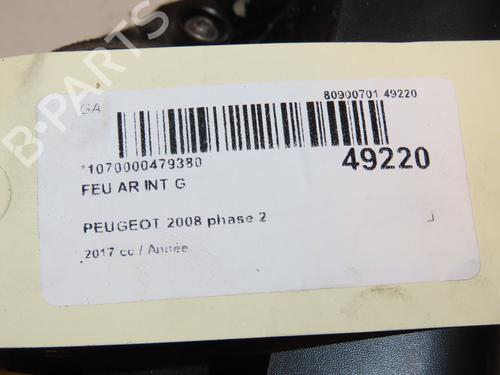 GA
80900701 49220
*1070000479380
49220
FEU AR INT G
PEUGEOT 2008 phase 2
2017 cc / Année
B-PARTS